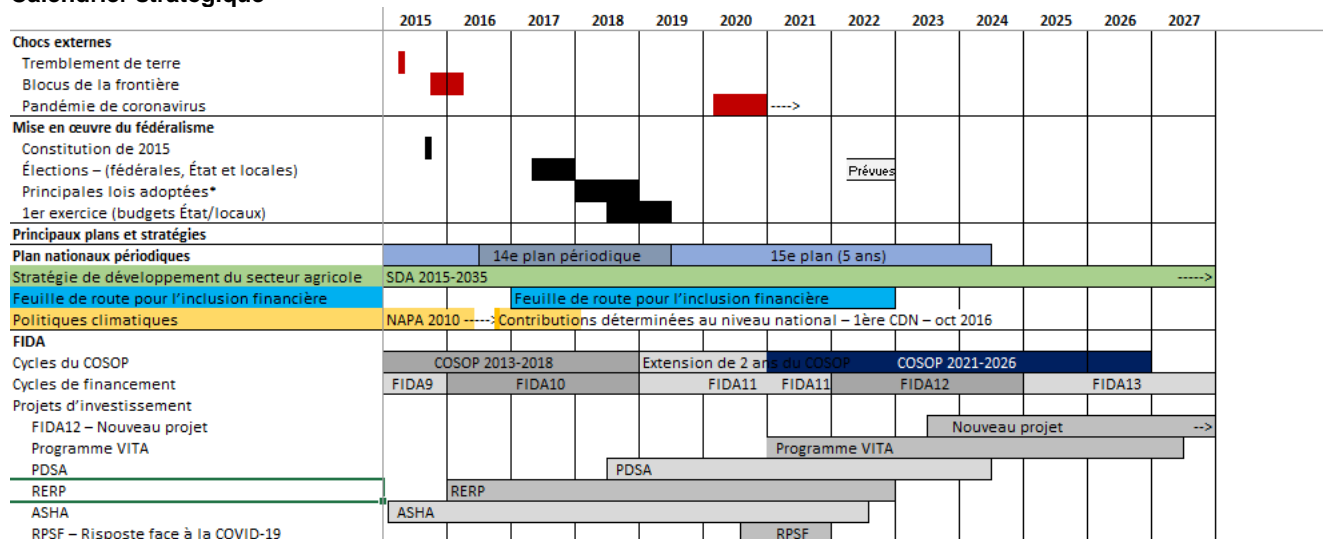 Calendrier stratégique
2015 2016 2017 2018 2019 2020 2021 2022 2023 2024 2025 2026 2027
Chocs externes
Tremblement de terre
Blocus de la frontière
Pandémie de coronavirus ---->
Mise en œuvre du fédéralisme
Constitution de 2015
Élections – (fédérales, État et locales) Prévues
Principales lois adoptées*
1er exercice (budgets État/locaux)
Principaux plans et stratégies
Plan nationaux périodiques 14e plan périodique 15e plan (5 ans)
Stratégie de développement du secteur agricole SDA 2015-2035 ----->
Feuille de route pour l’inclusion financière Feuille de route pour l’inclusion financière
Politiques climatiques NAPA 2010 -----> Contributions déterminées au niveau national – 1ère CDN – oct 2016
FIDA
Cycles du COSOP COSOP 2013-2018 Extension de 2 ans du COSOP COSOP 2021-2026
Cycles de financement FIDA9 FIDA10 FIDA11 FIDA11 FIDA12 FIDA13
Projets d’investissement
FIDA12 – Nouveau projet Nouveau projet -->
Programme VITA Programme VITA
PDSA PDSA
RERP RERP
ASHA ASHA
RPSF – Risposte face à la COVID-19 RPSF